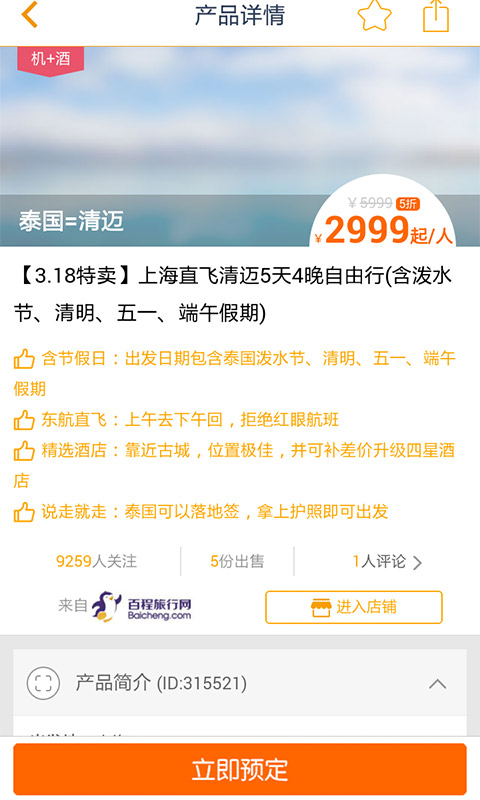 产品详情
机+酒
¥5999 5折
泰国=清迈
¥2999起/人
【3.18特卖】上海直飞清迈5天4晚自由行(含泼水
节、清明、五一、端午假期)
含节假日：出发日期包含泰国泼水节、清明、五一、端午
假期
东航直飞：上午去下午回，拒绝红眼航班
精选酒店：靠近古城，位置极佳，并可补差价升级四星酒
店
说走就走：泰国可以落地签，拿上护照即可出发
9259人关注 5份出售 1人评论
来自 百程旅行网 Baicheng.com 进入店铺
产品简介 (ID:315521)
立即预定